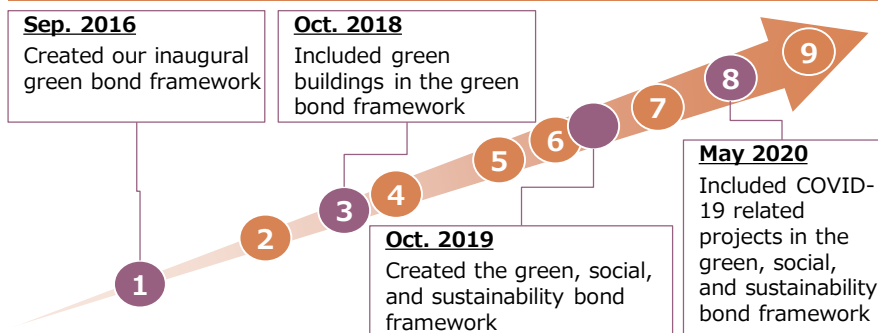 Sep. 2016
Created our inaugural
green bond framework
Oct. 2018
Included green
buildings in the green
bond framework
1
2
3
4
5
6
7
8
9
Oct. 2019
Created the green, social,
and sustainability bond
framework
May 2020
Included COVID-
19 related
projects in the
green, social,
and sustainability
bond framework